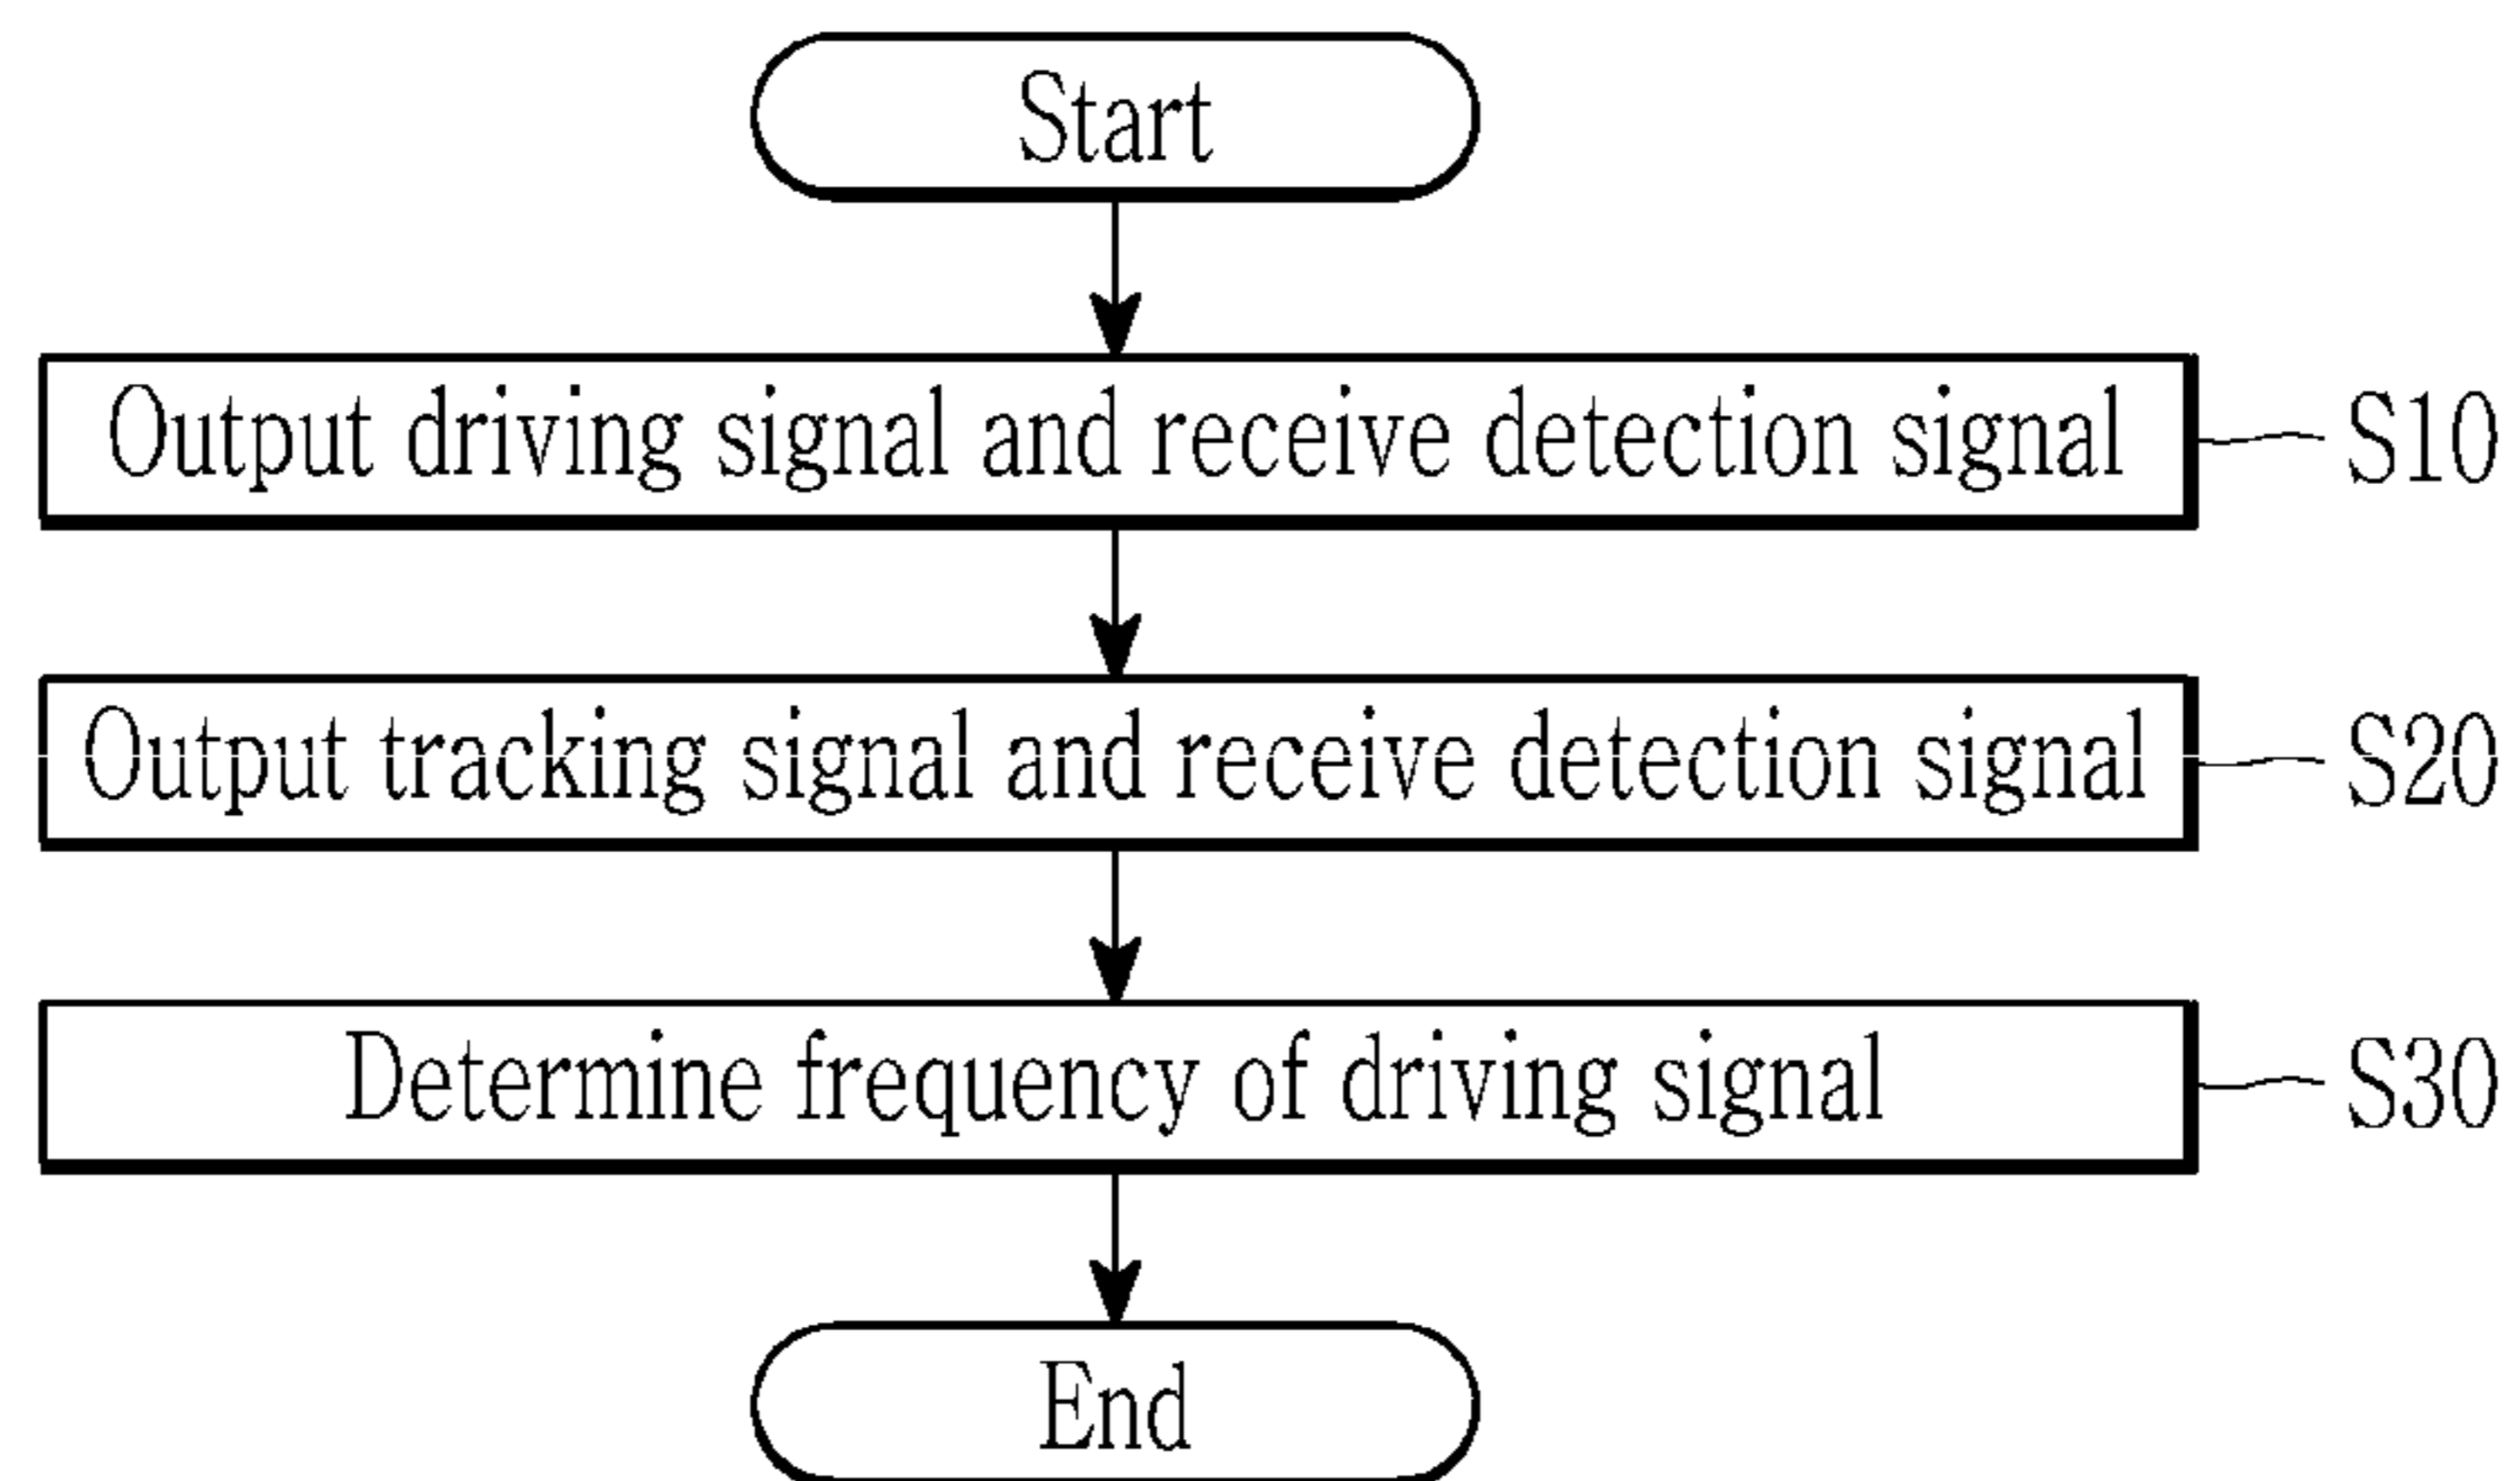 Start
Output driving signal and receive detection signal
S10
Output tracking signal and receive detection signal
S20
Determine frequency of driving signal
S30
End